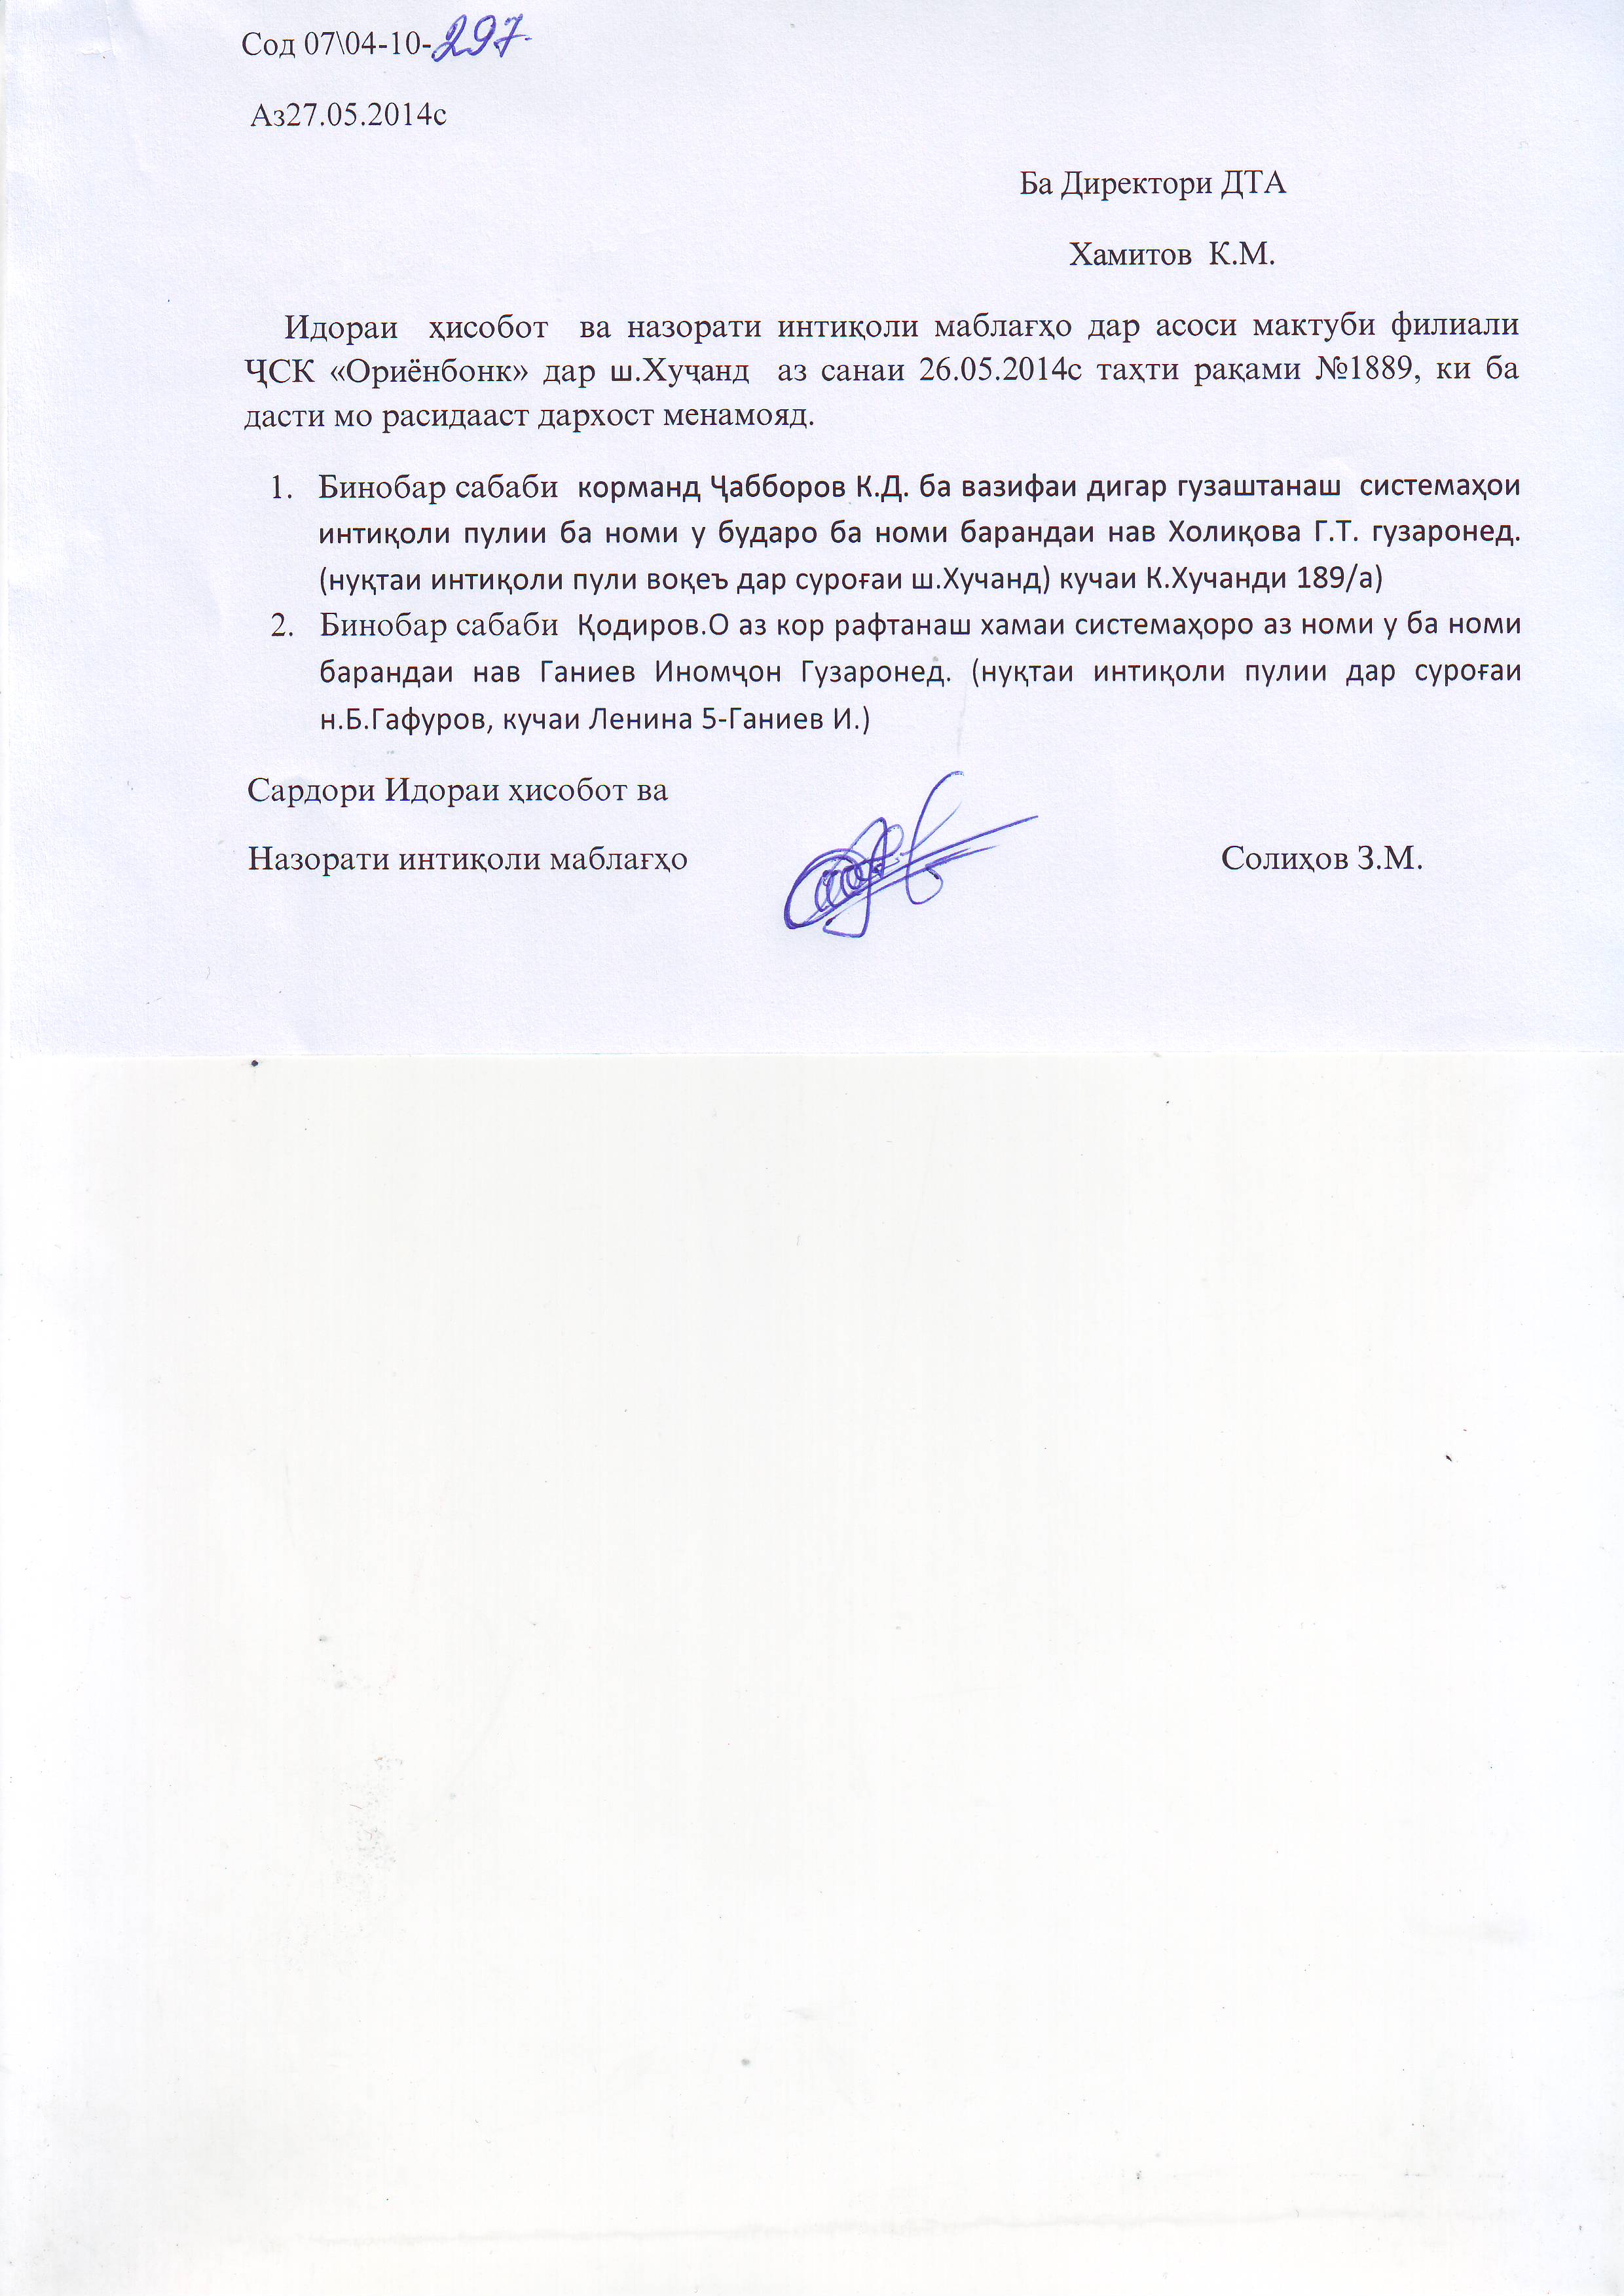 Сод 07\04-10-297.
Аз27.05.2014с
Ба Директори ДТА
Хамитов К.М.
Идораи ҳисобот ва назорати интиқоли маблағҳо дар асоси мактуби филиали
ҶСК «Ориёнбонк» дар ш.Хуҷанд аз санаи 26.05.2014с таҳти рақами №1889, ки ба
дасти мо расидааст дархост менамояд.
1. Бинобар сабаби корманд Ҷабборов К.Д. ба вазифаи дигар гузаштанаш системаҳои
интиқоли пулии ба номи у бударо ба номи барандаи нав Холиқова Г.Т. гузаронед.
(нуқтаи интиқоли пули воқеъ дар суроғаи ш.Хучанд) кучаи К.Хучанди 189/а)
2. Бинобар сабаби Қодиров.О аз кор рафтанаш хамаи системаҳоро аз номи у ба номи
барандаи нав Ганиев Иномҷон Гузаронед. (нуқтаи интиқоли пулии дар суроғаи
н.Б.Гафуров, кучаи Ленина 5-Ганиев И.)
Сардори Идораи ҳисобот ва
Назорати интиқоли маблағҳо Солиҳов З.М.